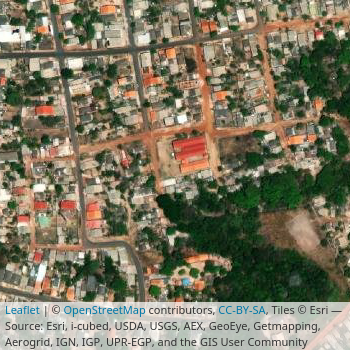 Leaflet | © OpenStreetMap contributors, CC-BY-SA, Tiles © Esri —
Source: Esri, i-cubed, USDA, USGS, AEX, GeoEye, Getmapping,
Aerogrid, IGN, IGP, UPR-EGP, and the GIS User Community